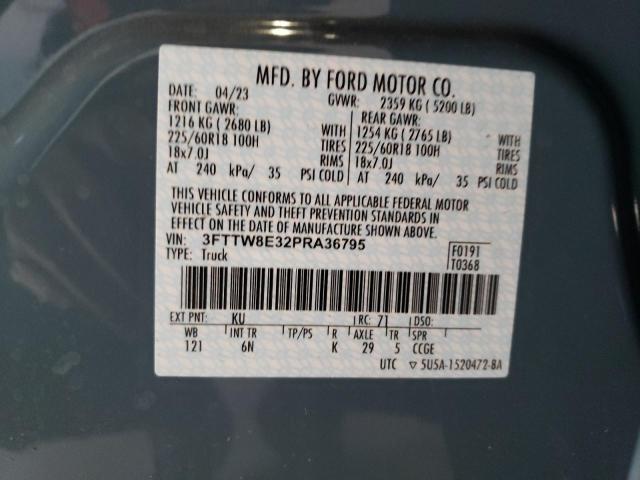 MFD. BY FORD MOTOR CO.
DATE: 04/23 GVWR: 2359 KG ( 5200 LB)
FRONT GAWR: REAR GAWR:
1216 KG ( 2680 LB) WITH 1254 KG ( 2765 LB) WITH
225/60R18 100H TIRES 225/60R18 100H TIRES
18x7.0J RIMS 18x7.0J RIMS
AT 240 kPa/ 35 PSI COLD AT 240 kPa/ 35 PSI COLD
THIS VEHICLE CONFORMS TO ALL APPLICABLE FEDERAL MOTOR
VEHICLE SAFETY AND THEFT PREVENTION STANDARDS IN
EFFECT ON THE DATE OF MANUFACTURE SHOWN ABOVE.
VIN: 3FTTW8E32PRA36795 F0191
TYPE: Truck T0368
EXT PNT: KU RC: 71 DSO:
WB INT TR TP/PS R AXLE TR SPR
121 6N K 29 5 CCGE
UTC ▽ 5U5A-1520472-BA